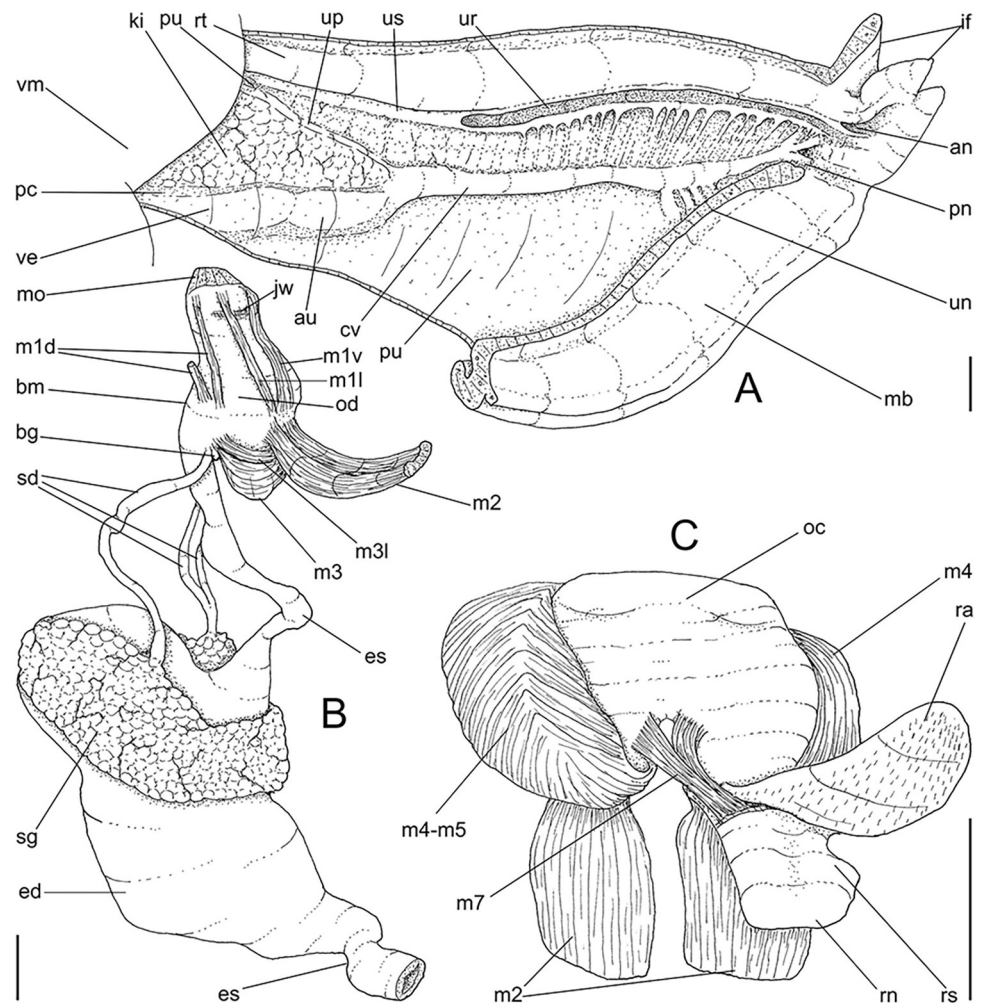 ki pu rt up us ur if
vm
an
pc
pn
ve
un
mo jw
au
cv
pu
m1d m1v
m1l
A
mb
bm od
bg
sd
m2
m3l
m3
C
oc
m4
ra
es
B
m4-m5
sg
ed
m7
es
m2 rn rs